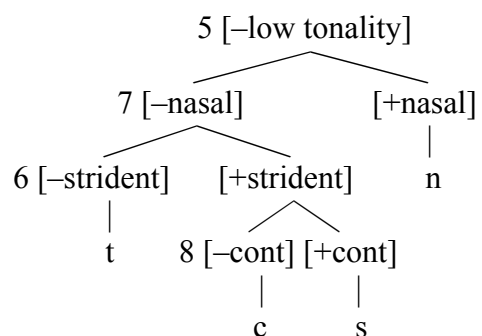 5 [–low tonality]
7 [–nasal] [+nasal]
6 [–strident] [+strident] n
t 8 [–cont] [+cont]
c s